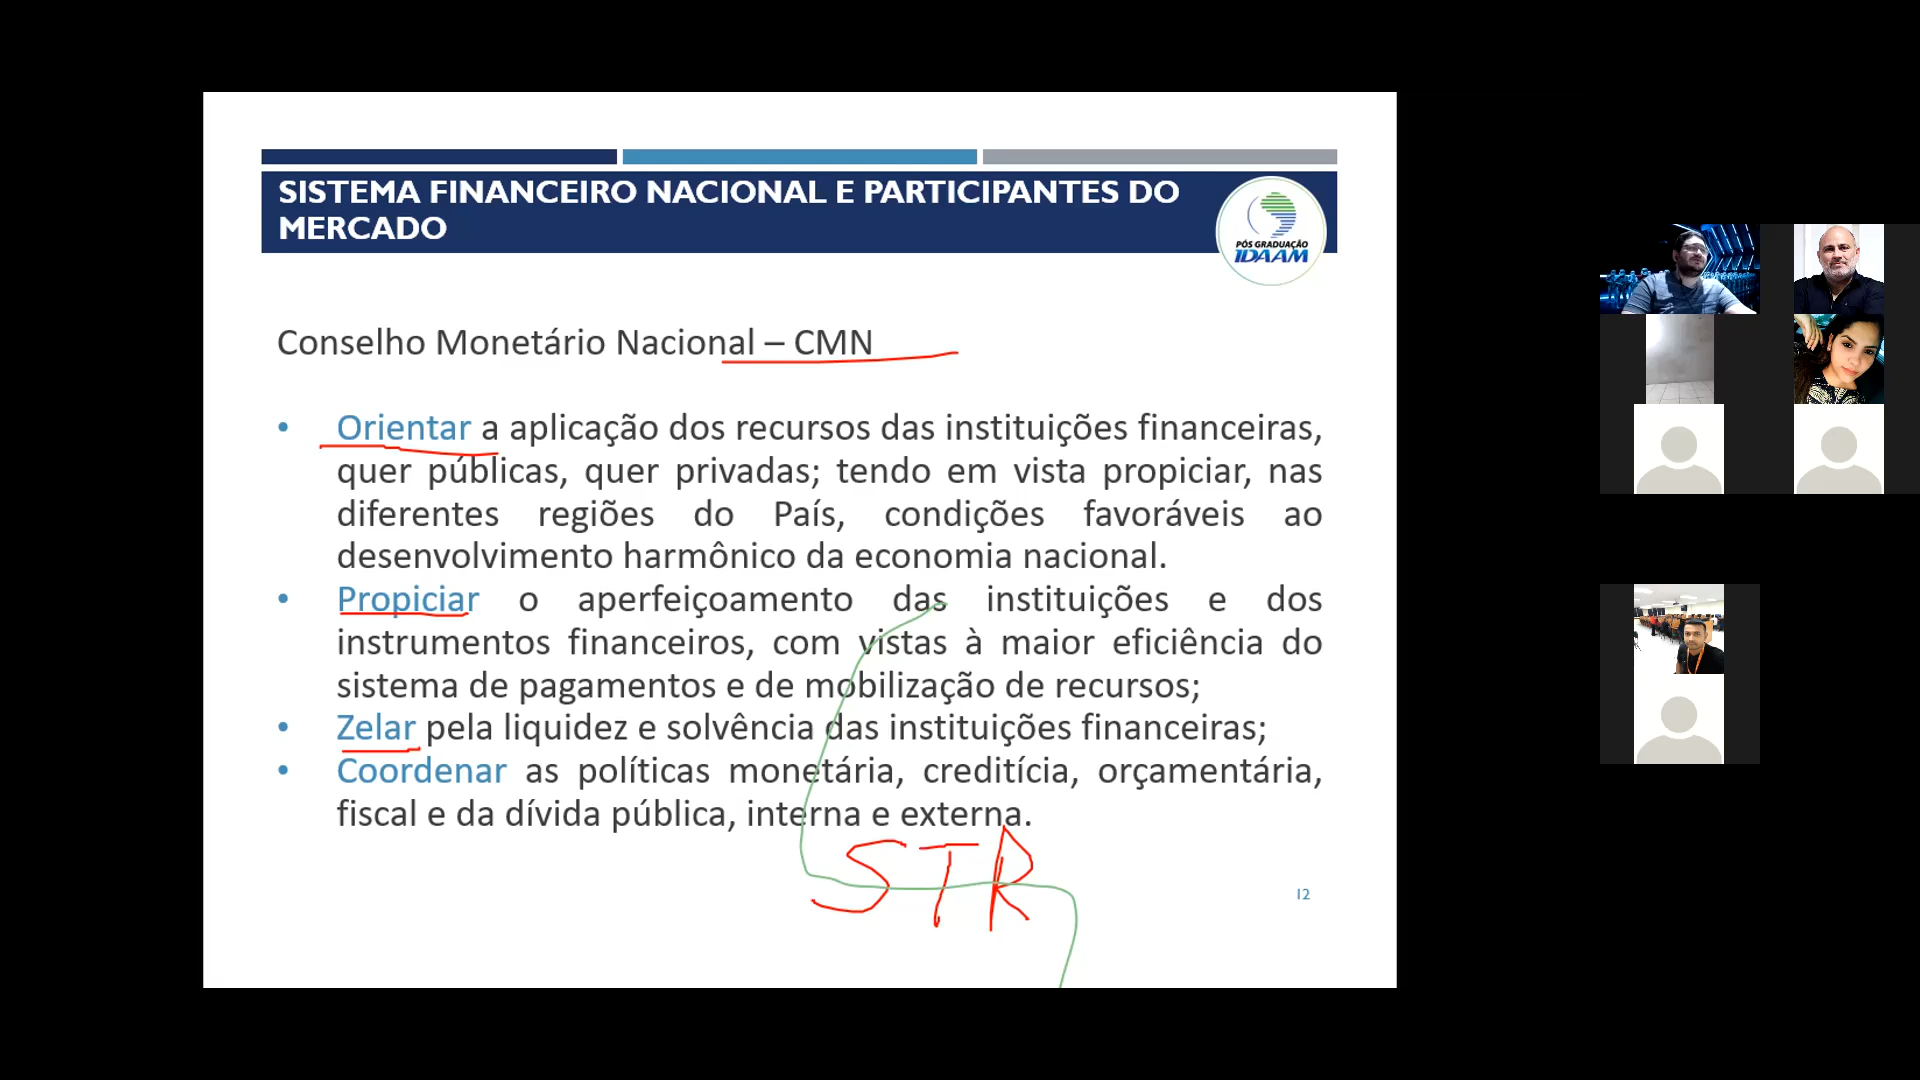 SISTEMA FINANCEIRO NACIONAL E PARTICIPANTES DO
MERCADO
PÓS GRADUAÇÃO
IDAAM
Conselho Monetário Nacional – CMN
• Orientar a aplicação dos recursos das instituições financeiras,
quer públicas, quer privadas; tendo em vista propiciar, nas
diferentes regiões do País, condições favoráveis ao
desenvolvimento harmônico da economia nacional.
• Propiciar o aperfeiçoamento das instituições e dos
instrumentos financeiros, com vistas à maior eficiência do
sistema de pagamentos e de mobilização de recursos;
• Zelar pela liquidez e solvência das instituições financeiras;
• Coordenar as políticas monetária, creditícia, orçamentária,
fiscal e da dívida pública, interna e externa.
STR
12